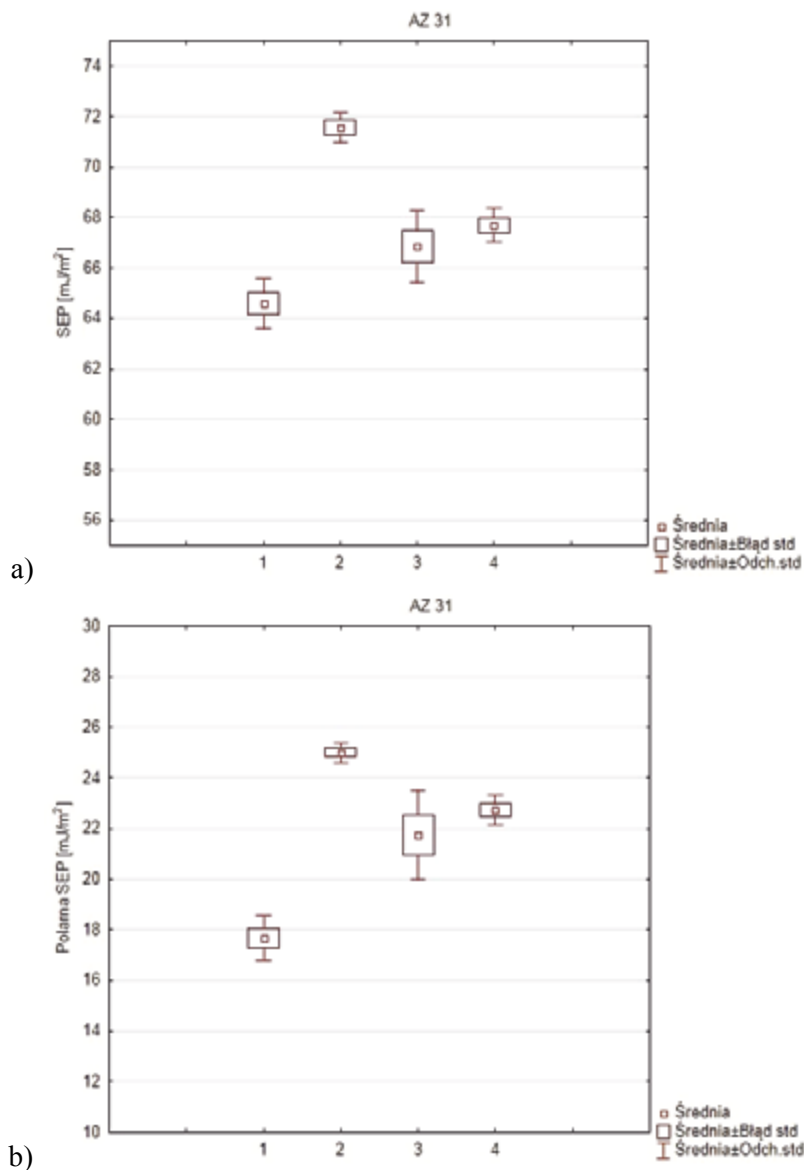 AZ 31
74
72
70
68
66
64
62
60
58
56
SEP [mJ/m²]
1 2 3 4
Średnia
Średnia±Błąd std
Średnia±Odch.std
a)
AZ 31
30
28
26
24
22
20
18
16
14
12
10
Polarna SEP [mJ/m²]
1 2 3 4
Średnia
Średnia±Błąd std
Średnia±Odch.std
b)